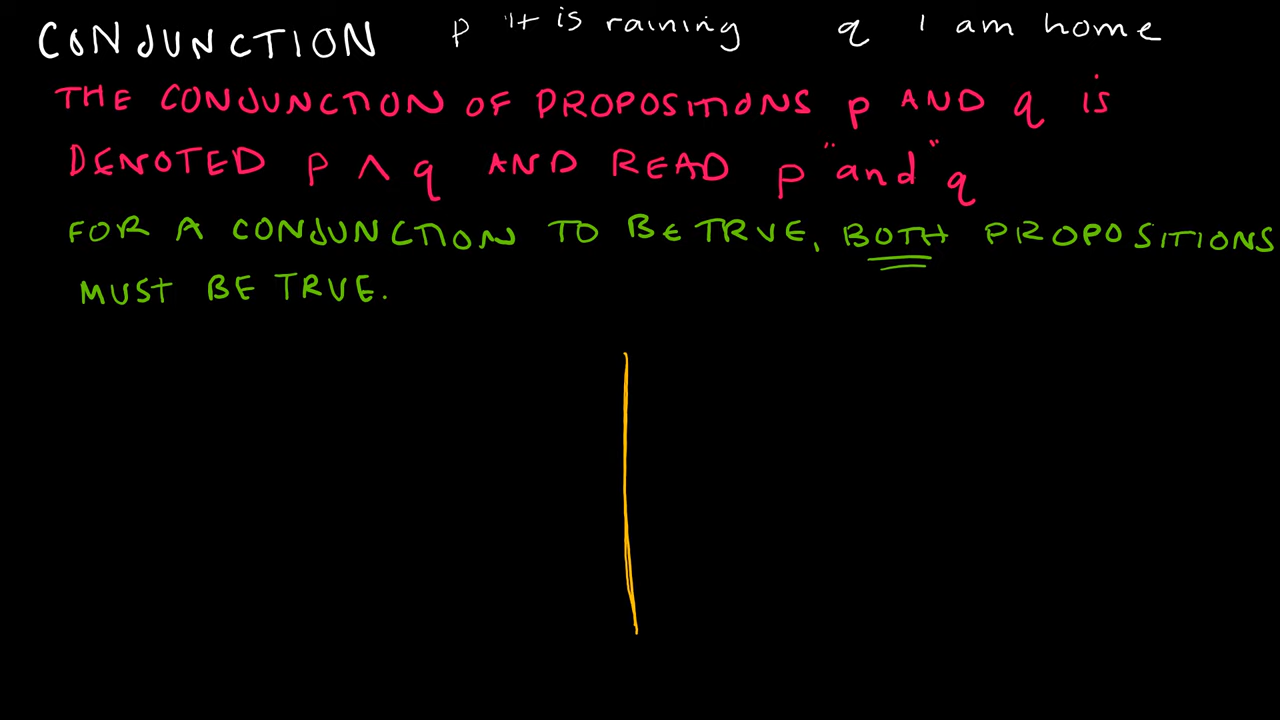 CONJUNCTION p It is raining q I am home
THE CONJUNCTION OF PROPOSITIONS p AND q is
DENOTED p ∧ q AND READ p "and" q
FOR A CONJUNCTION TO BE TRUE, BOTH PROPOSITIONS
MUST BE TRUE.